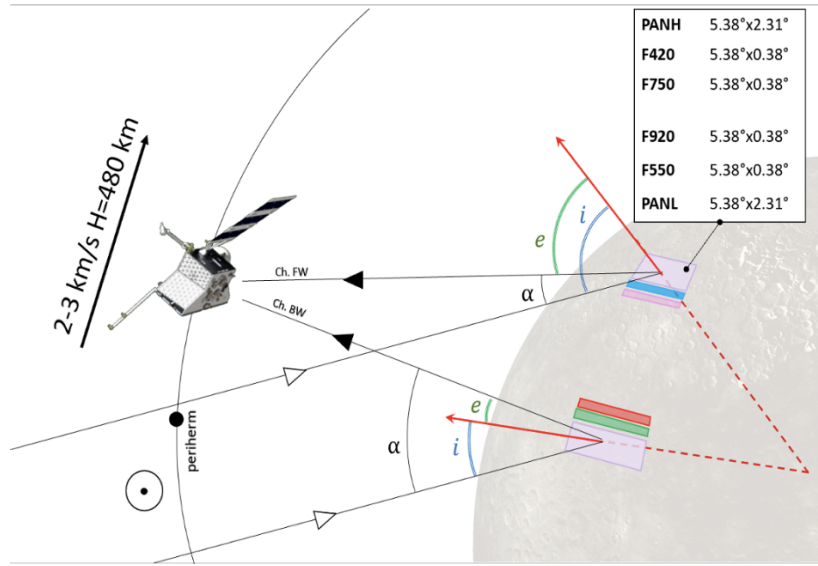 PANH 5.38°x2.31°
F420 5.38°x0.38°
F750 5.38°x0.38°
F920 5.38°x0.38°
F550 5.38°x0.38°
PANL 5.38°x2.31°
2-3 km/s H=480 km
e
i
Ch. FW
α
Ch. BW
e
α
i
periherm